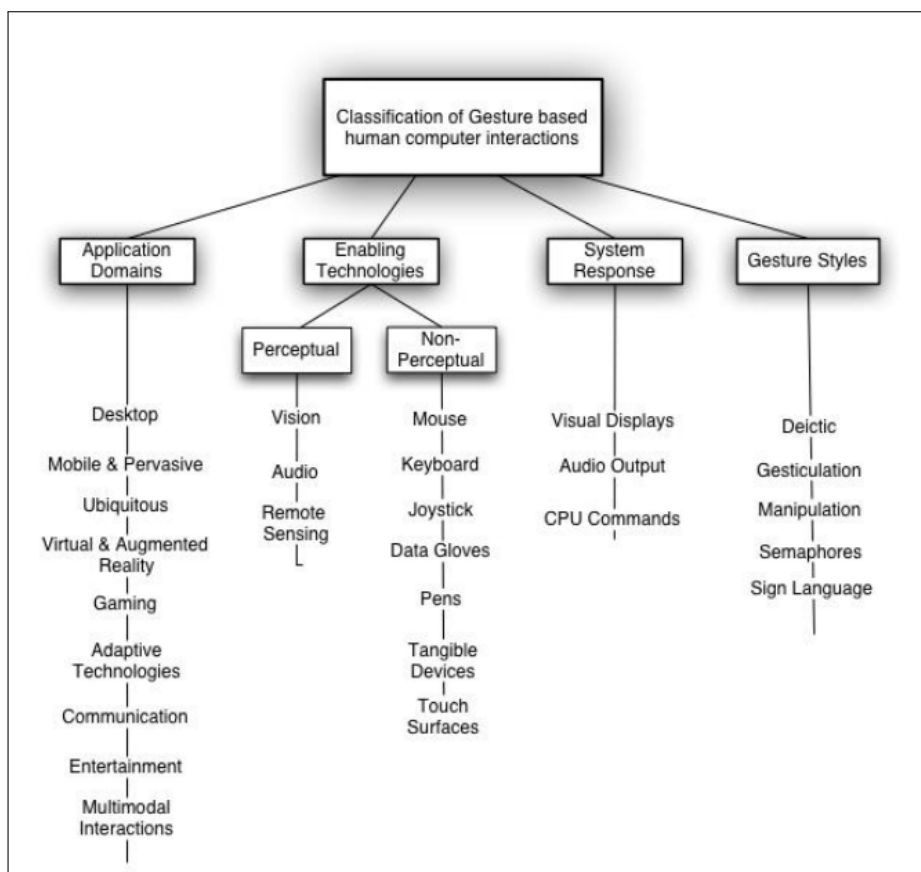 Classification of Gesture based
human computer interactions
Application
Domains
Enabling
Technologies
System
Response
Gesture Styles
Perceptual
Non-
Perceptual
Desktop
Mobile & Pervasive
Ubiquitous
Virtual & Augmented
Reality
Gaming
Adaptive
Technologies
Communication
Entertainment
Multimodal
Interactions
Vision
Audio
Remote
Sensing
Mouse
Keyboard
Joystick
Data Gloves
Pens
Tangible
Devices
Touch
Surfaces
Visual Displays
Audio Output
CPU Commands
Deictic
Gesticulation
Manipulation
Semaphores
Sign Language